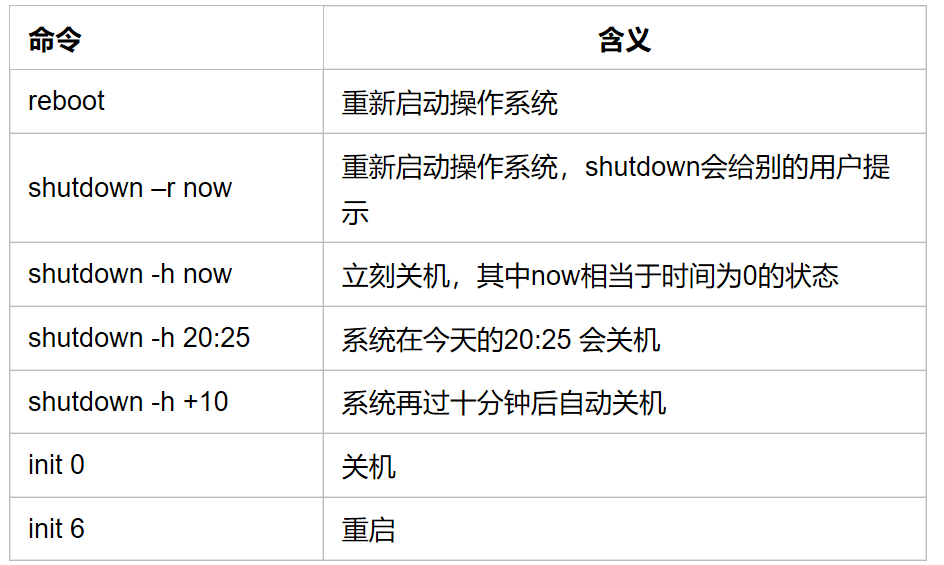 命令
含义
reboot
重新启动操作系统
shutdown –r now
重新启动操作系统，shutdown会给别的用户提
示
shutdown -h now
立刻关机，其中now相当于时间为0的状态
shutdown -h 20:25
系统在今天的20:25 会关机
shutdown -h +10
系统再过十分钟后自动关机
init 0
关机
init 6
重启